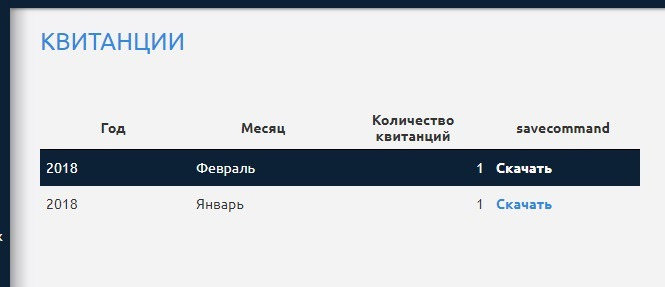 КВИТАНЦИИ
Год Месяц Количество квитанций savecommand
2018 Февраль 1 Скачать
2018 Январь 1 Скачать